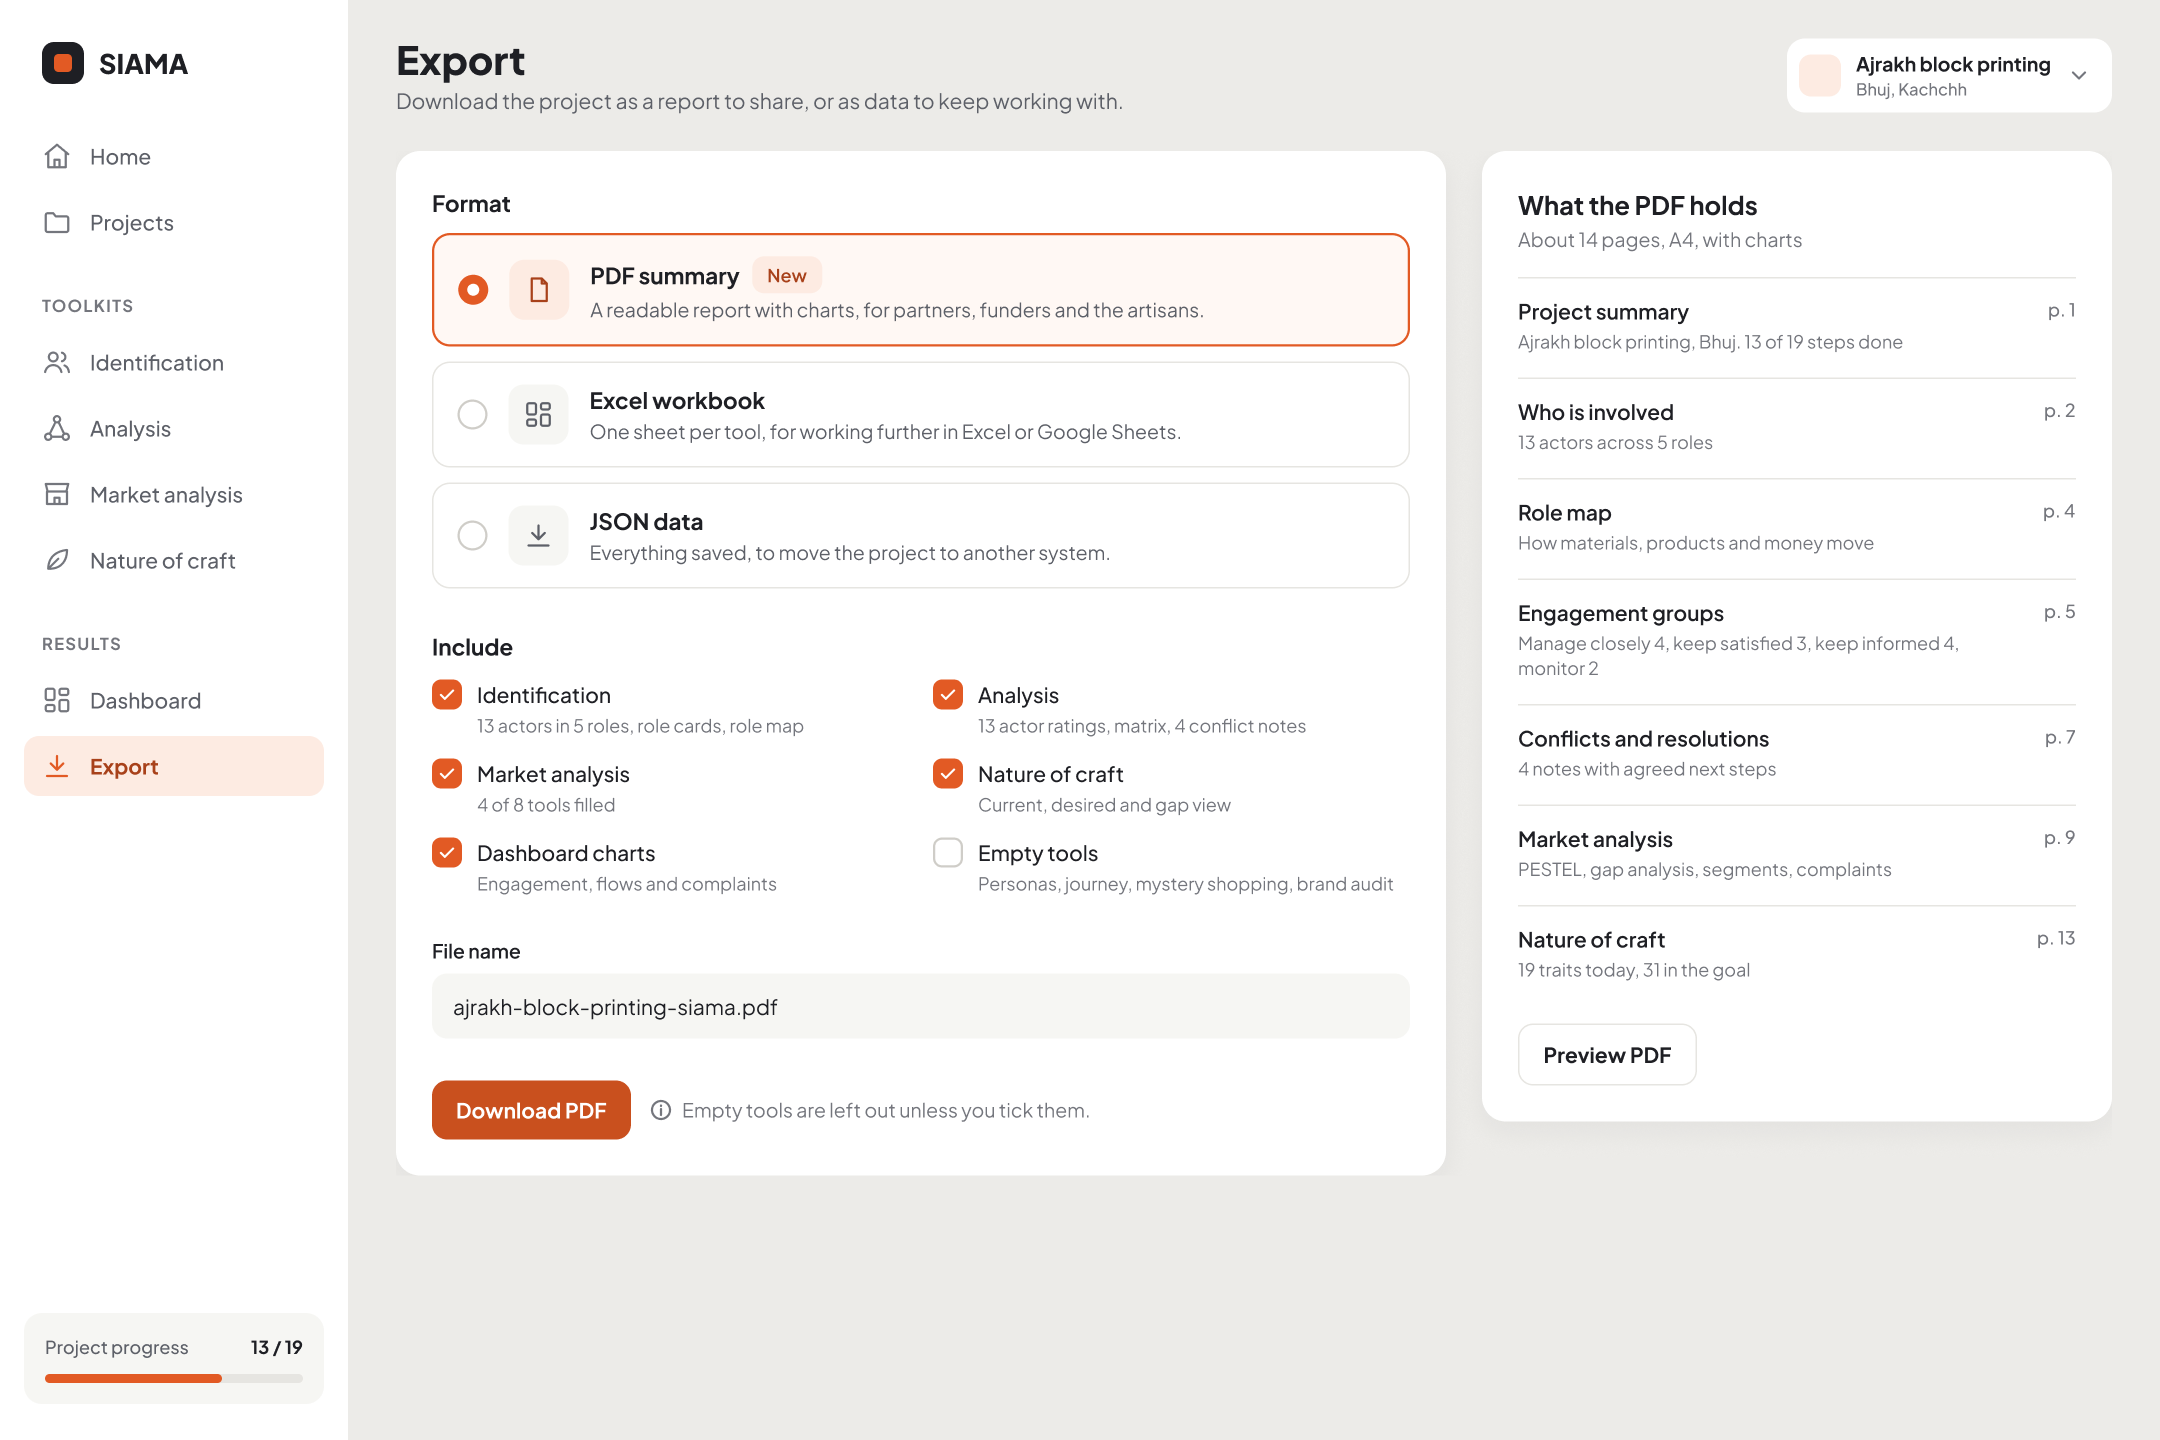 SIAMA
Home
Projects
TOOLKITS
Identification
Analysis
Market analysis
Nature of craft
RESULTS
Dashboard
Export
Project progress 13 / 19
Export
Download the project as a report to share, or as data to keep working with.
Ajrakh block printing
Bhuj, Kachchh
Format
PDF summary New
A readable report with charts, for partners, funders and the artisans.
Excel workbook
One sheet per tool, for working further in Excel or Google Sheets.
JSON data
Everything saved, to move the project to another system.
Include
Identification
13 actors in 5 roles, role cards, role map
Analysis
13 actor ratings, matrix, 4 conflict notes
Market analysis
4 of 8 tools filled
Nature of craft
Current, desired and gap view
Dashboard charts
Engagement, flows and complaints
Empty tools
Personas, journey, mystery shopping, brand audit
File name
ajrakh-block-printing-siama.pdf
Download PDF
Empty tools are left out unless you tick them.
What the PDF holds
About 14 pages, A4, with charts
Project summary p. 1
Ajrakh block printing, Bhuj. 13 of 19 steps done
Who is involved p. 2
13 actors across 5 roles
Role map p. 4
How materials, products and money move
Engagement groups p. 5
Manage closely 4, keep satisfied 3, keep informed 4,
monitor 2
Conflicts and resolutions p. 7
4 notes with agreed next steps
Market analysis p. 9
PESTEL, gap analysis, segments, complaints
Nature of craft p. 13
19 traits today, 31 in the goal
Preview PDF